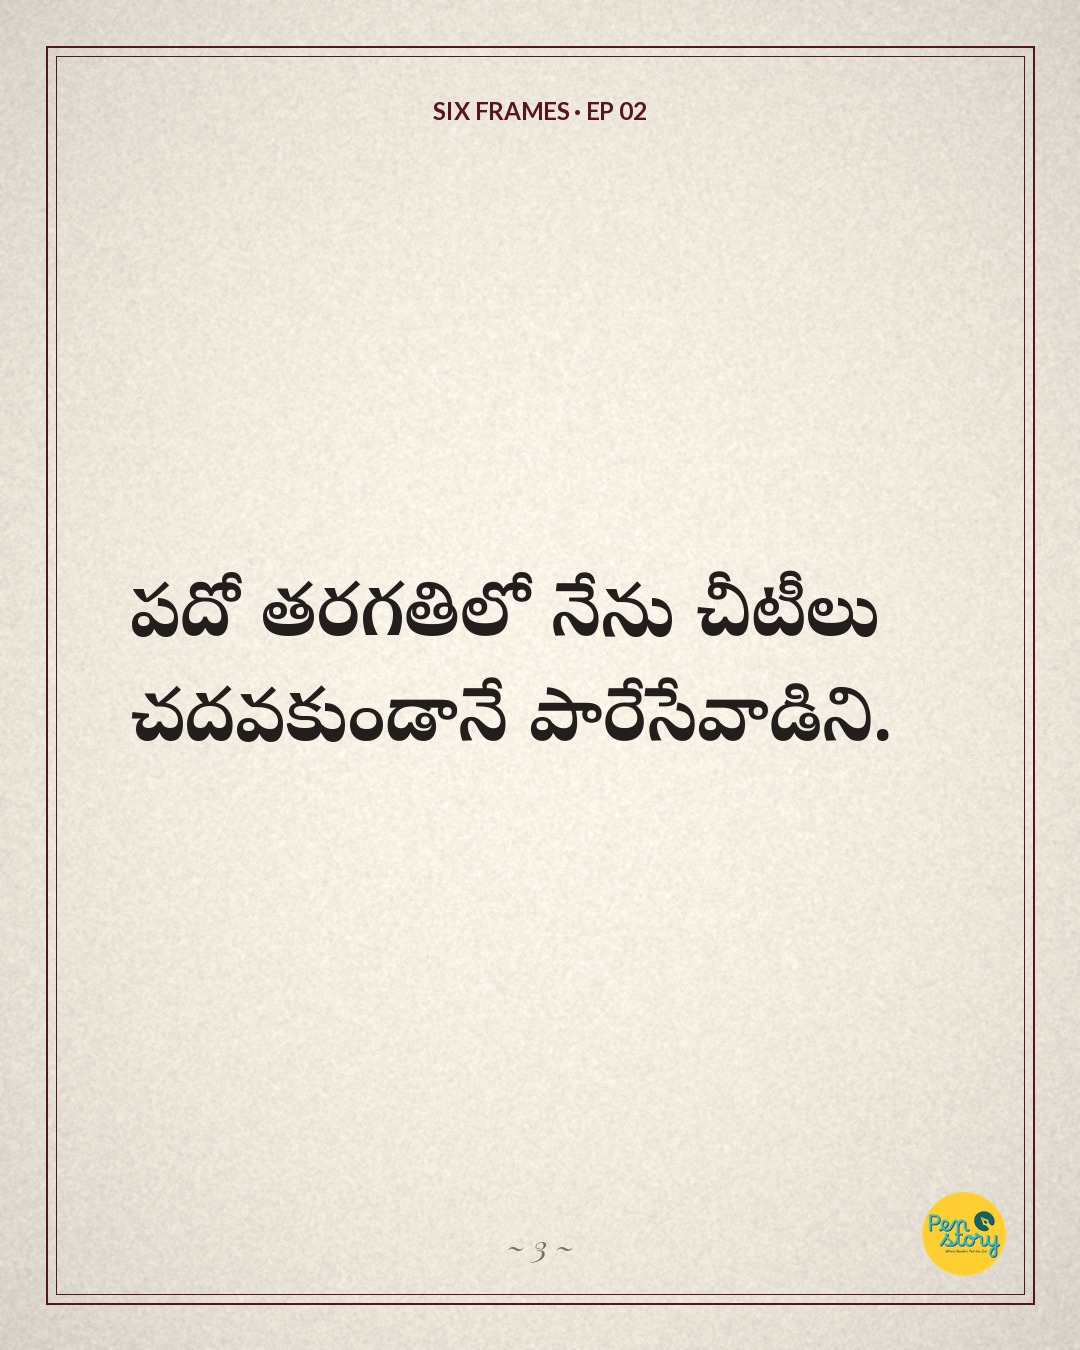 SIX FRAMES · EP 02
పదో తరగతిలో నేను చీటీలు
చదవకుండానే పారేసేవాడిని.
~ 3 ~
Pen
story